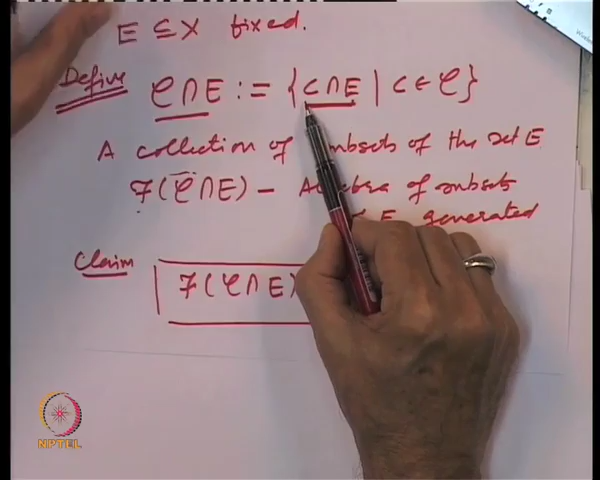 E ⊆ X fixed.
Define 𝒞 ∩ E := { C ∩ E | C ∈ 𝒞 }
A collection of subsets of the set E
𝓕(𝒞 ∩ E) – Algebra of subsets
E generated
Claim
𝓕(𝒞 ∩ E)
NPTEL